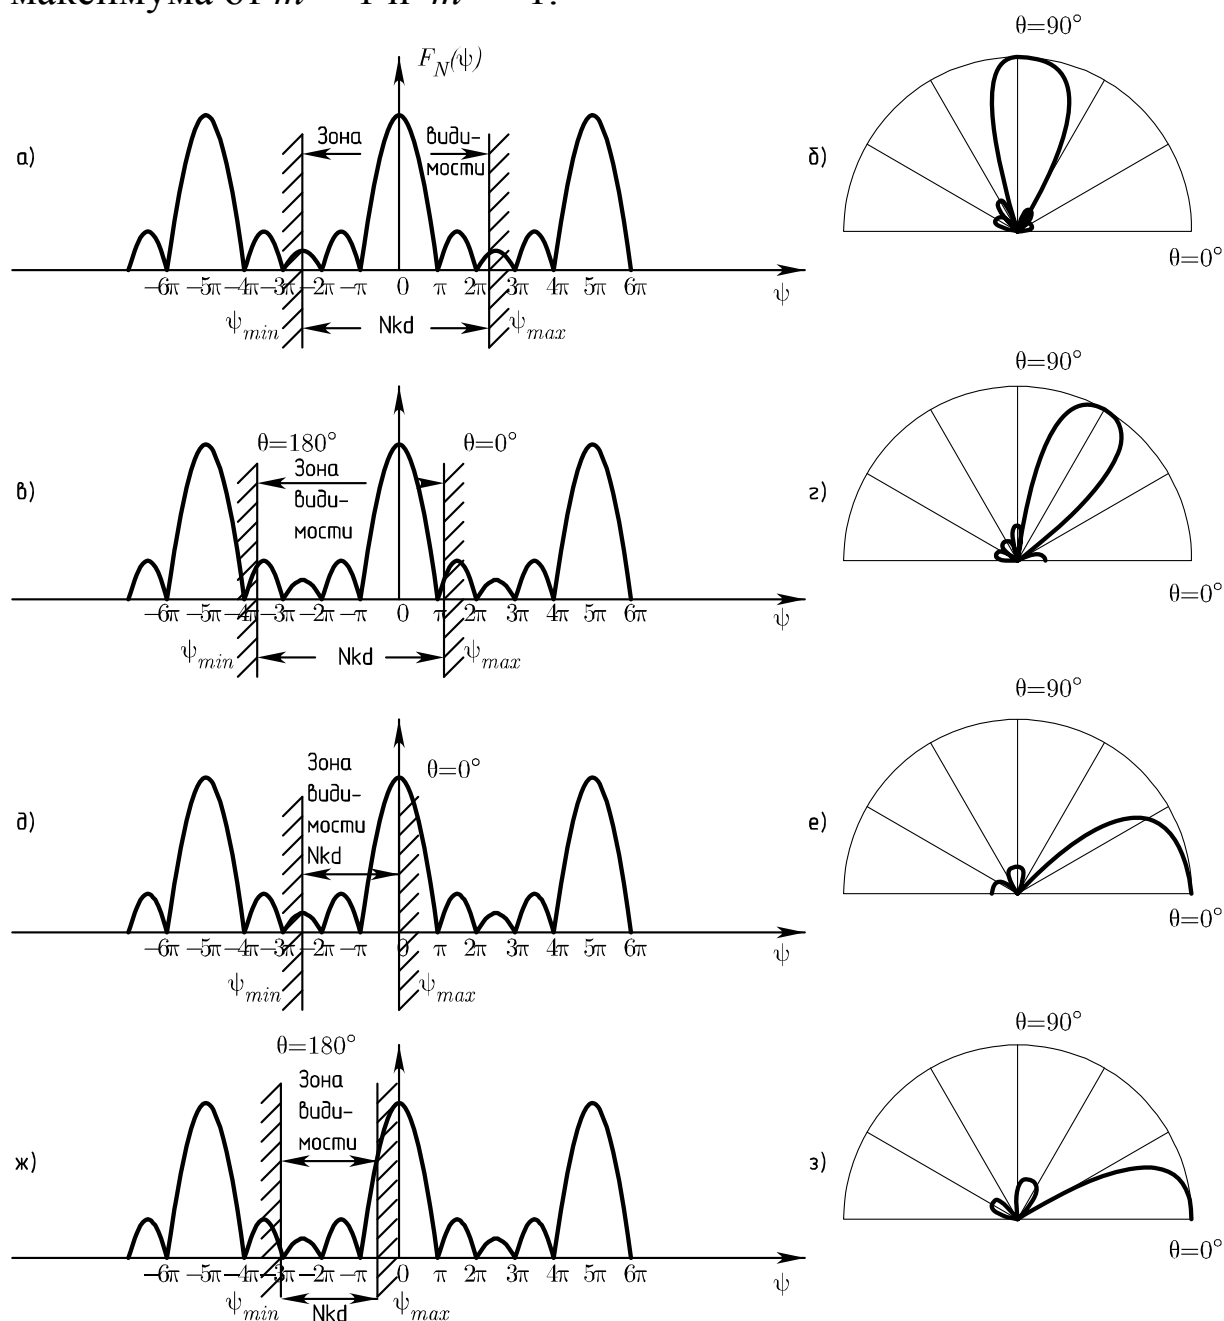 максимума от m = 1 и m = −1.
θ=90°
F_N(ψ)
а)
Зона
види-
мости
б)
−6π −5π −4π −3π −2π −π 0 π 2π 3π 4π 5π 6π
ψ
θ=0°
ψ_min
Nkd
ψ_max
θ=90°
θ=180°
θ=0°
в)
Зона
види-
мости
г)
−6π −5π −4π −3π −2π −π 0 π 2π 3π 4π 5π 6π
ψ
θ=0°
ψ_min
Nkd
ψ_max
θ=90°
Зона
θ=0°
види-
мости
д)
Nkd
е)
−6π −5π −4π −3π −2π −π 0 π 2π 3π 4π 5π 6π
ψ
θ=0°
ψ_min
ψ_max
θ=90°
θ=180°
Зона
види-
мости
ж)
з)
−6π −5π −4π −3π −2π −π 0 π 2π 3π 4π 5π 6π
ψ
θ=0°
ψ_min
Nkd
ψ_max